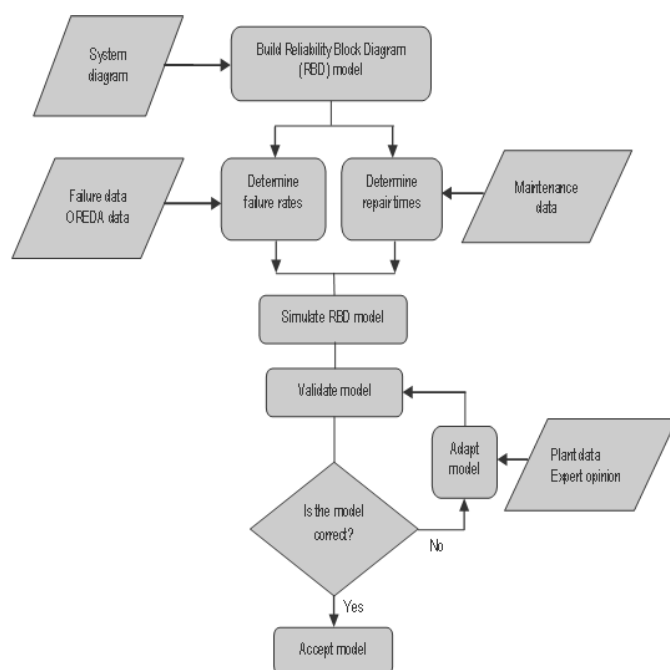 System
diagram
Build Reliability Block Diagram
(RBD) model
Failure data
OREDA data
Determine
failure rates
Determine
repair times
Maintenance
data
Simulate RBD model
Validate model
Adapt
model
Plant data
Expert opinion
Is the model
correct?
No
Yes
Accept model